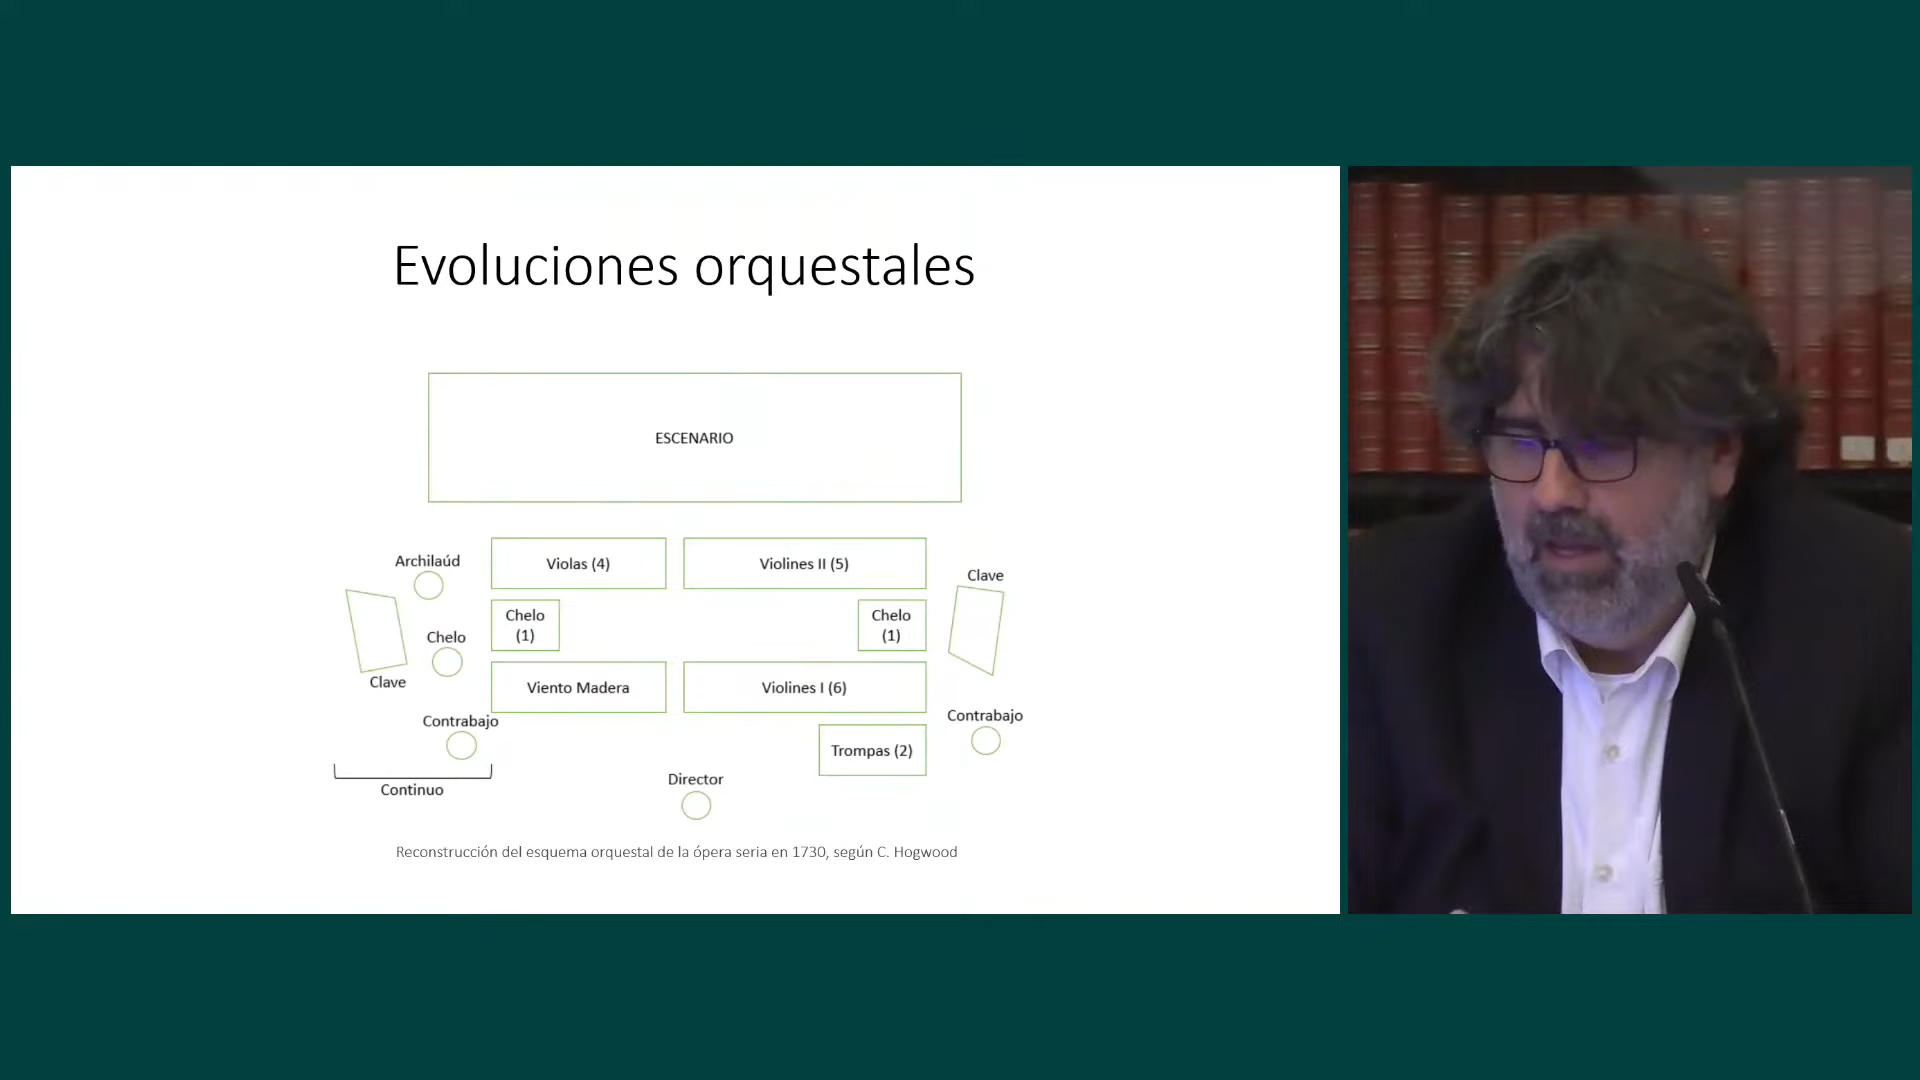 Evoluciones orquestales
ESCENARIO
Archilaúd
Violas (4)
Violines II (5)
Clave
Chelo
(1)
Chelo
(1)
Chelo
Clave
Viento Madera
Violines I (6)
Contrabajo
Contrabajo
Trompas (2)
Director
Continuo
Reconstrucción del esquema orquestal de la ópera seria en 1730, según C. Hogwood